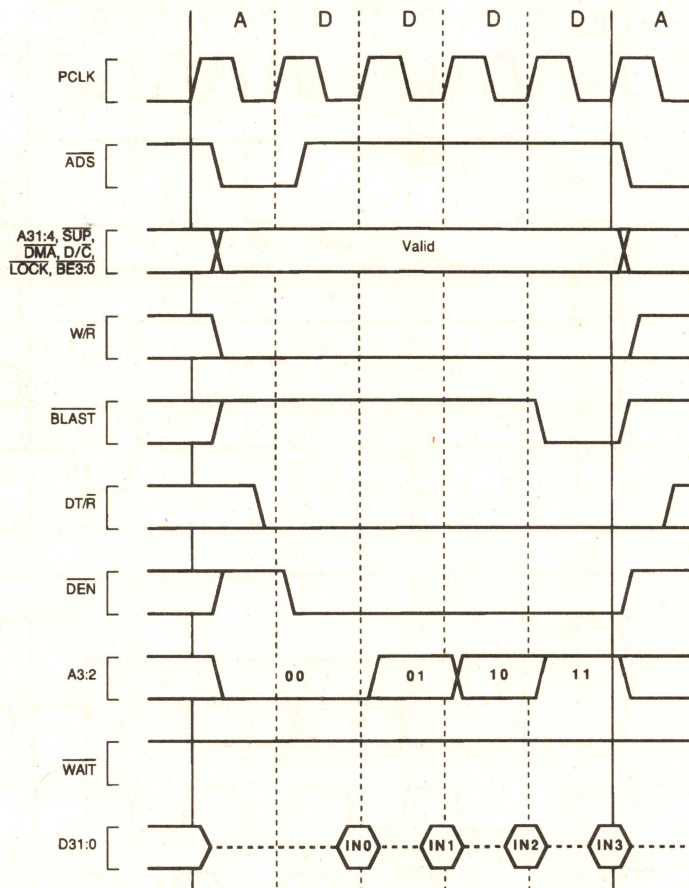 A D D D D A
PCLK
ADS
A31:4, SUP,
DMA, D/C,
LOCK, BE3:0
Valid
W/R
BLAST
DT/R
DEN
A3:2
00 01 10 11
WAIT
D31:0
IN0 IN1 IN2 IN3